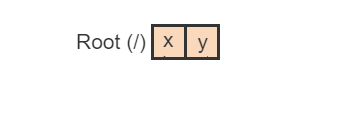 Root (/) x y